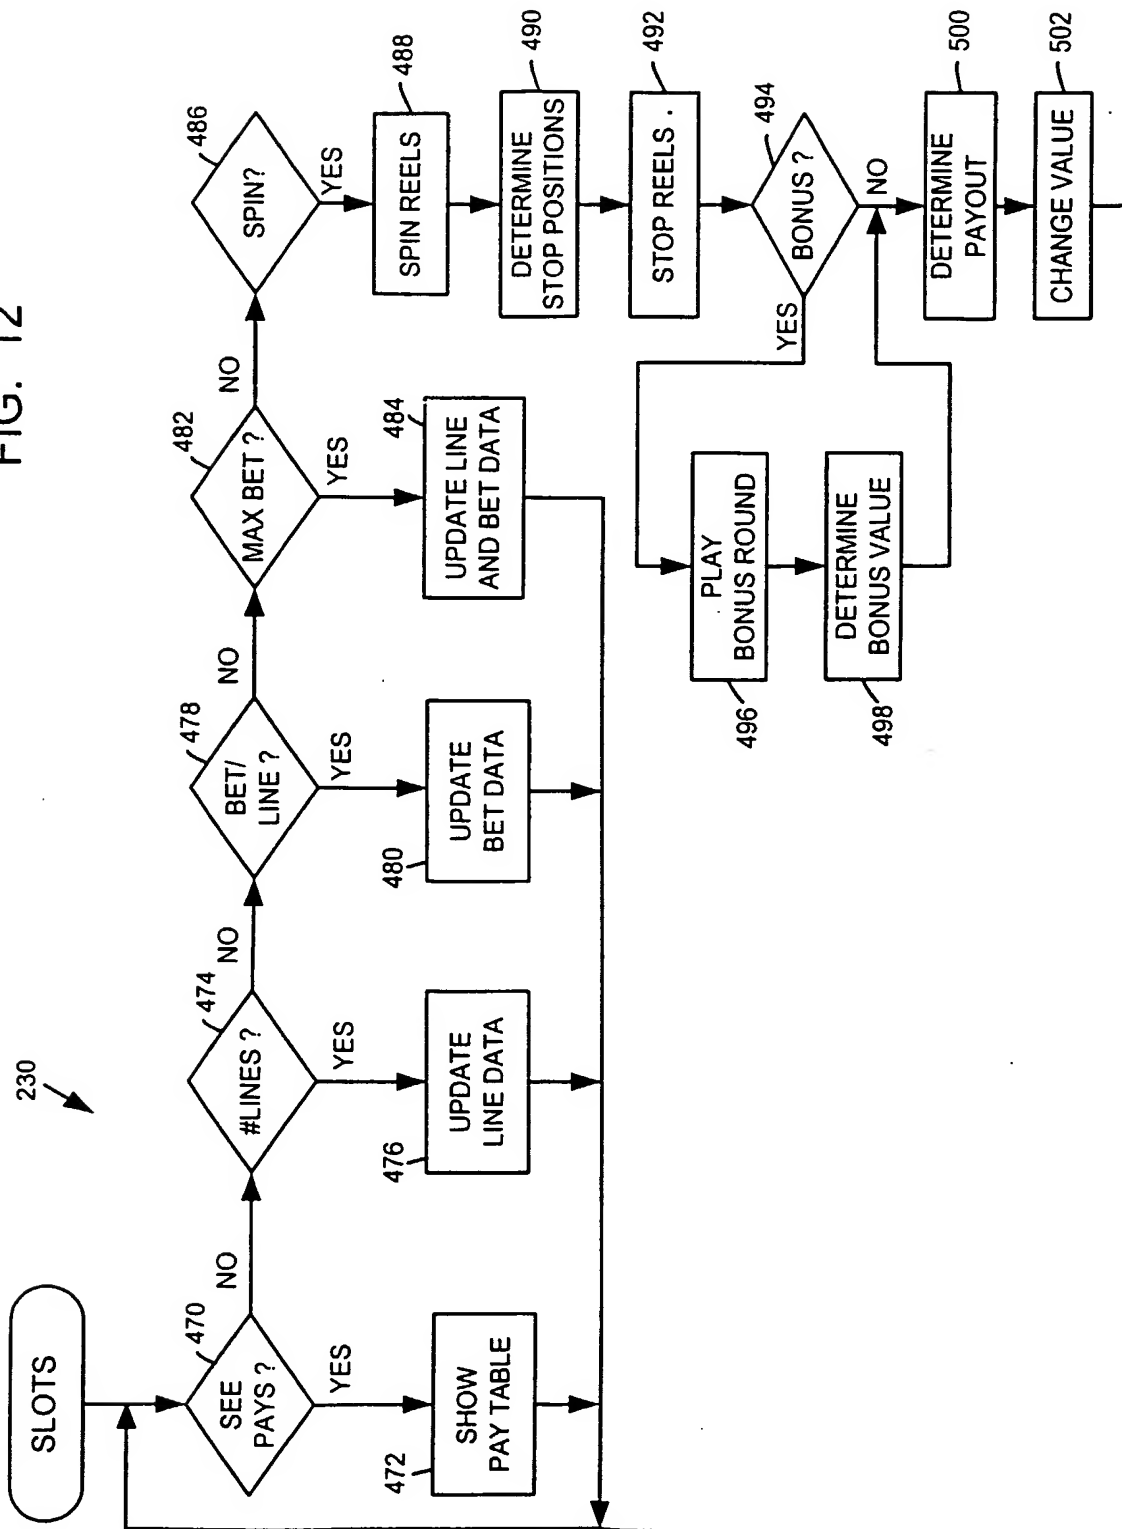 FIG. 12
230
SLOTS
470
SEE
PAYS ?
NO
YES
472
SHOW
PAY TABLE
474
#LINES ?
NO
YES
476
UPDATE
LINE DATA
478
BET/
LINE ?
NO
YES
480
UPDATE
BET DATA
482
MAX BET ?
NO
YES
484
UPDATE LINE
AND BET DATA
486
SPIN?
YES
488
SPIN REELS
490
DETERMINE
STOP POSITIONS
492
STOP REELS .
494
BONUS ?
YES
NO
496
PLAY
BONUS ROUND
498
DETERMINE
BONUS VALUE
500
DETERMINE
PAYOUT
502
CHANGE VALUE